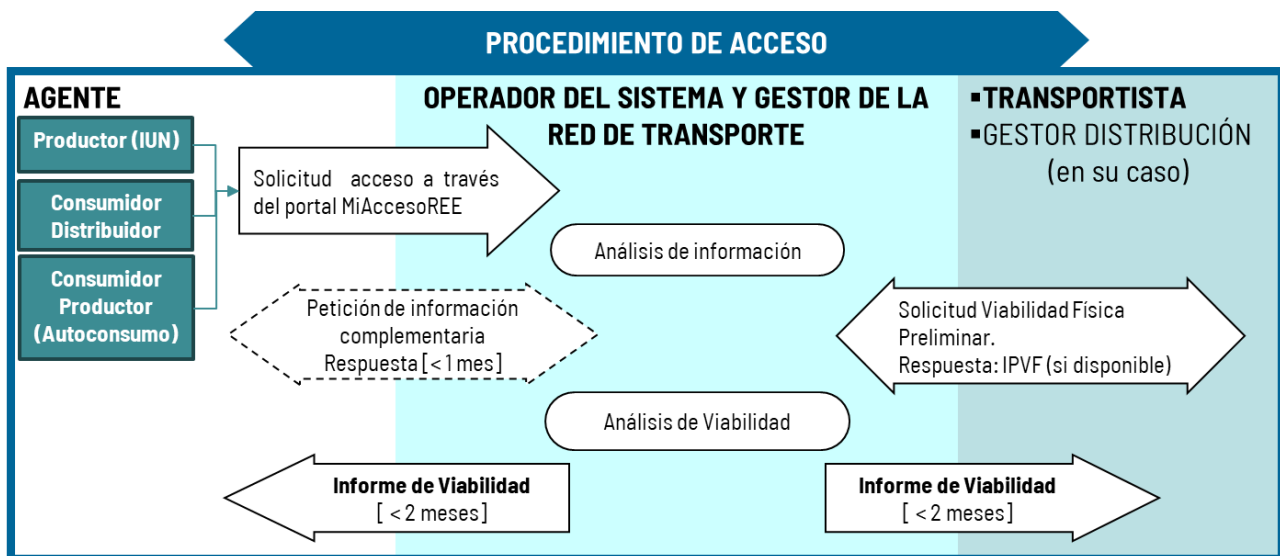 PROCEDIMIENTO DE ACCESO
AGENTE
Productor (IUN)
Consumidor
Distribuidor
Consumidor
Productor
(Autoconsumo)
OPERADOR DEL SISTEMA Y GESTOR DE LA
RED DE TRANSPORTE
▪TRANSPORTISTA
▪GESTOR DISTRIBUCIÓN
(en su caso)
Solicitud acceso a través
del portal MiAccesoREE
Análisis de información
Petición de información
complementaria
Respuesta [< 1 mes]
Solicitud Viabilidad Física
Preliminar.
Respuesta: IPVF (si disponible)
Análisis de Viabilidad
Informe de Viabilidad
[ < 2 meses]
Informe de Viabilidad
[ < 2 meses]